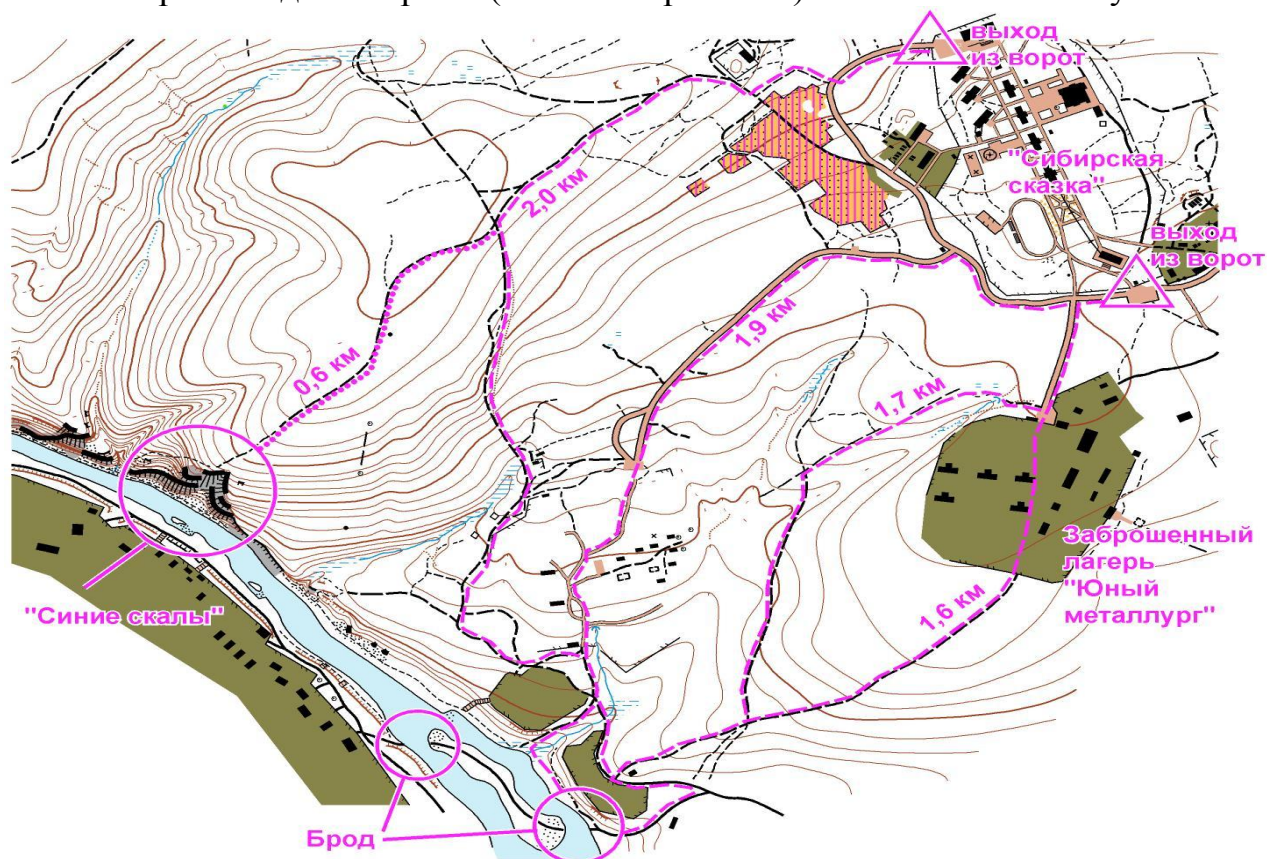 выход
из ворот
"Сибирская
сказка"
2,0 км
выход
из ворот
1,9 км
0,6 км
1,7 км
Заброшенный
лагерь
"Юный
металлург"
1,6 км
"Синие скалы"
Брод